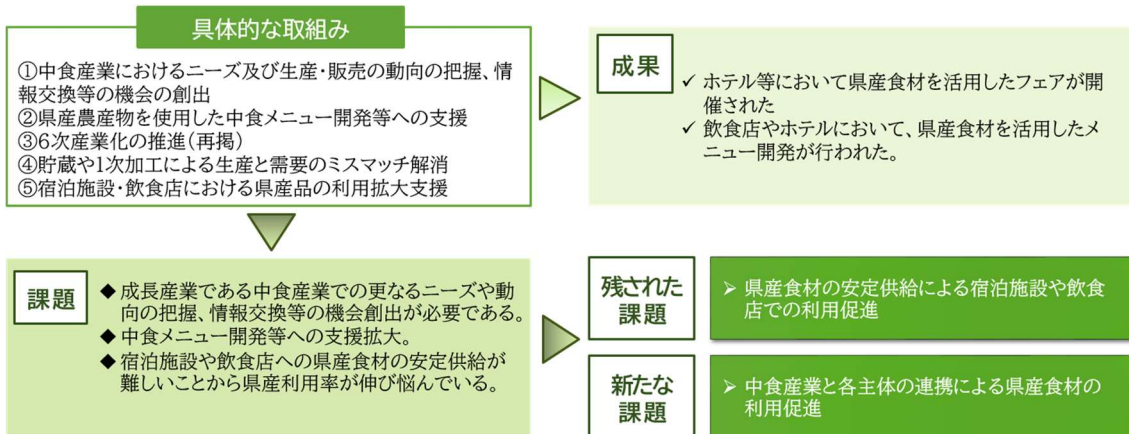 具体的な取組み
①中食産業におけるニーズ及び生産・販売の動向の把握、情
報交換等の機会の創出
②県産農産物を使用した中食メニュー開発等への支援
③6次産業化の推進(再掲)
④貯蔵や1次加工による生産と需要のミスマッチ解消
⑤宿泊施設・飲食店における県産品の利用拡大支援
成果
✓ ホテル等において県産食材を活用したフェアが開
催された
✓ 飲食店やホテルにおいて、県産食材を活用したメ
ニュー開発が行われた。
課題
◆ 成長産業である中食産業での更なるニーズや動
向の把握、情報交換等の機会創出が必要である。
◆ 中食メニュー開発等への支援拡大。
◆ 宿泊施設や飲食店への県産食材の安定供給が
難しいことから県産利用率が伸び悩んでいる。
残された
課題
➢ 県産食材の安定供給による宿泊施設や飲食
店での利用促進
新たな
課題
➢ 中食産業と各主体の連携による県産食材の
利用促進